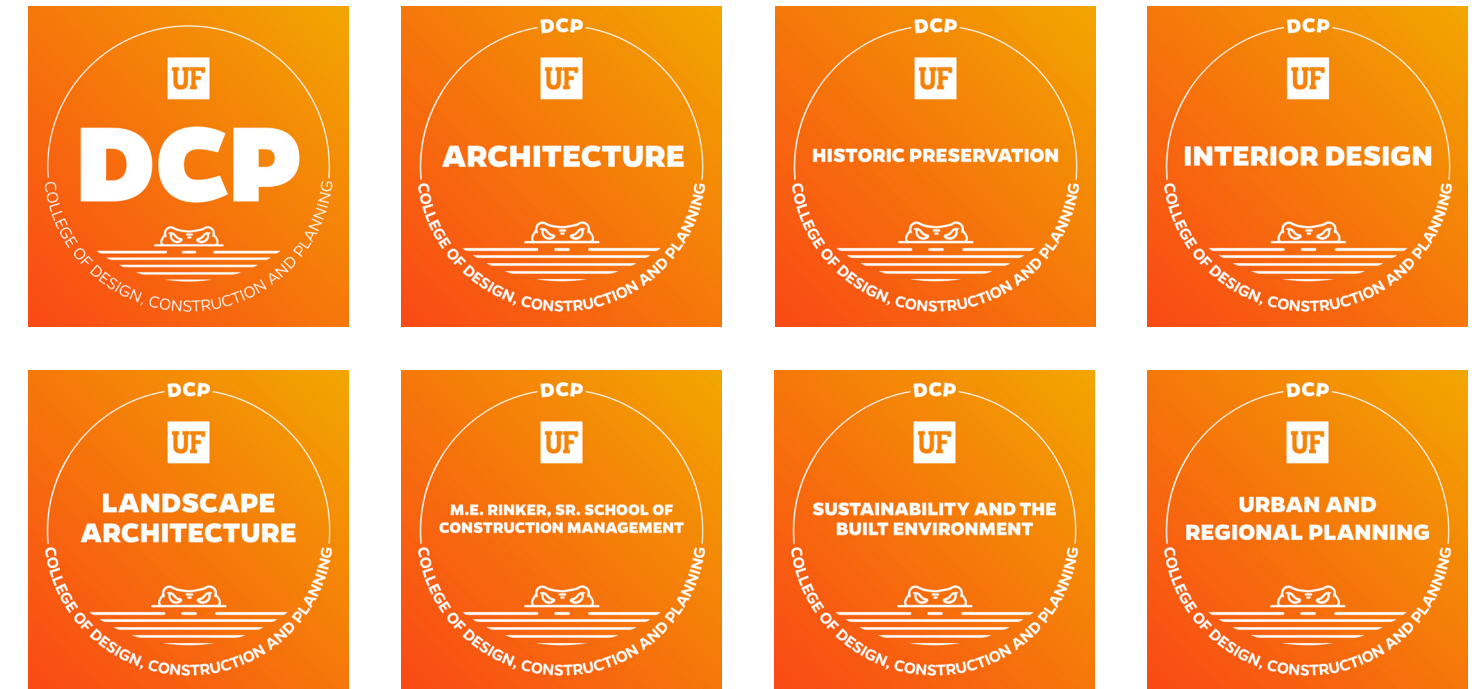 UF
DCP
COLLEGE OF DESIGN, CONSTRUCTION AND PLANNING
DCP
UF
ARCHITECTURE
COLLEGE OF DESIGN, CONSTRUCTION AND PLANNING
DCP
UF
HISTORIC PRESERVATION
COLLEGE OF DESIGN, CONSTRUCTION AND PLANNING
DCP
UF
INTERIOR DESIGN
COLLEGE OF DESIGN, CONSTRUCTION AND PLANNING
DCP
UF
LANDSCAPE
ARCHITECTURE
COLLEGE OF DESIGN, CONSTRUCTION AND PLANNING
DCP
UF
M.E. RINKER, SR. SCHOOL OF
CONSTRUCTION MANAGEMENT
COLLEGE OF DESIGN, CONSTRUCTION AND PLANNING
DCP
UF
SUSTAINABILITY AND THE
BUILT ENVIRONMENT
COLLEGE OF DESIGN, CONSTRUCTION AND PLANNING
DCP
UF
URBAN AND
REGIONAL PLANNING
COLLEGE OF DESIGN, CONSTRUCTION AND PLANNING